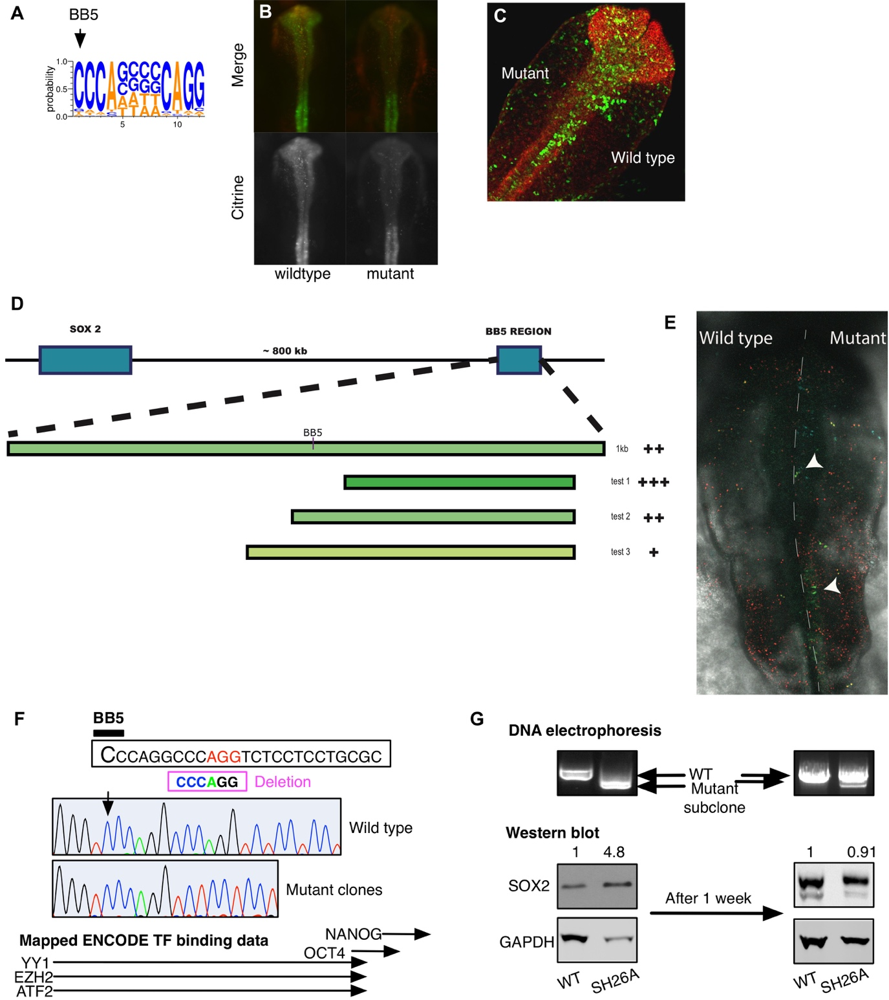 A
BB5
probability
1.0
0.5
0.0
5
10
B
Merge
Citrine
wildtype
mutant
C
Mutant
Wild type
D
SOX 2
~ 800 kb
BB5 REGION
BB5
1kb ++
test 1 +++
test 2 ++
test 3 +
E
Wild type
Mutant
F
BB5
CCCAGGCCCAGGTCTCCTCCTGCGC
CCCAGG Deletion
Wild type
Mutant clones
Mapped ENCODE TF binding data
NANOG
OCT4
YY1
EZH2
ATF2
G
DNA electrophoresis
WT
Mutant
subclone
Western blot
1 4.8
1 0.91
SOX2
After 1 week
GAPDH
WT SH26A
WT SH26A